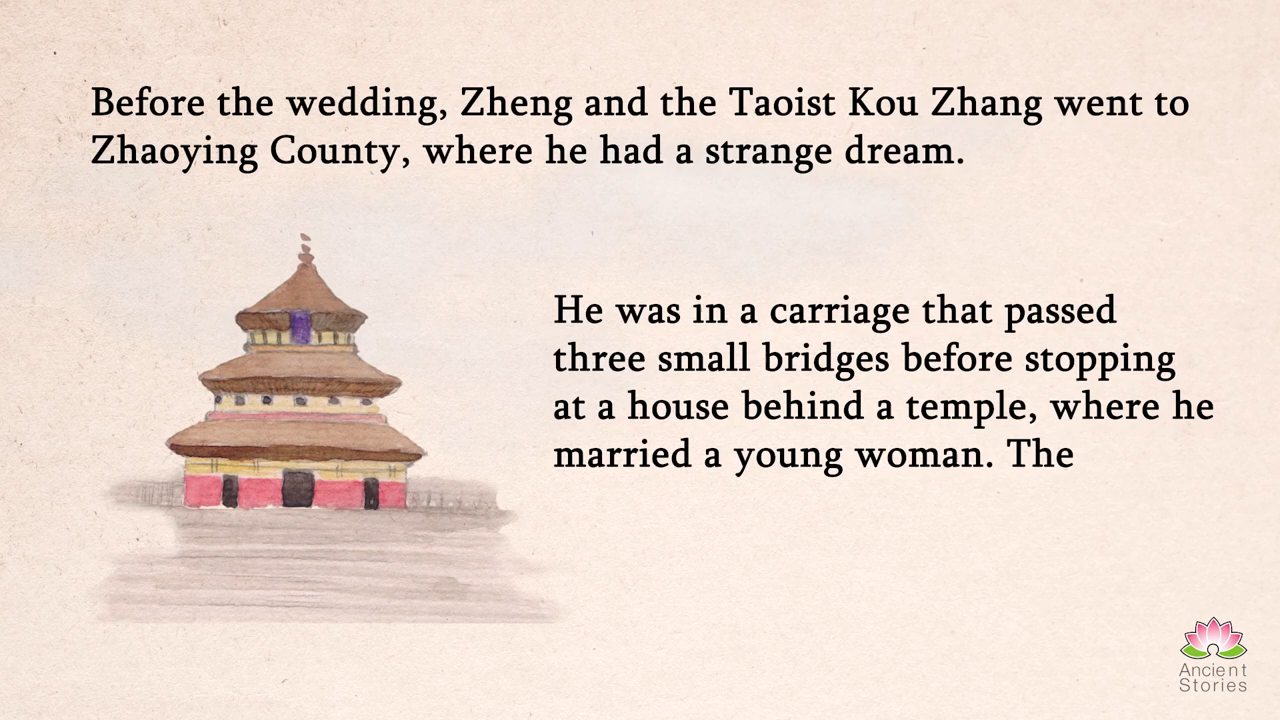 Before the wedding, Zheng and the Taoist Kou Zhang went to
Zhaoying County, where he had a strange dream.
He was in a carriage that passed
three small bridges before stopping
at a house behind a temple, where he
married a young woman. The
Ancient
Stories